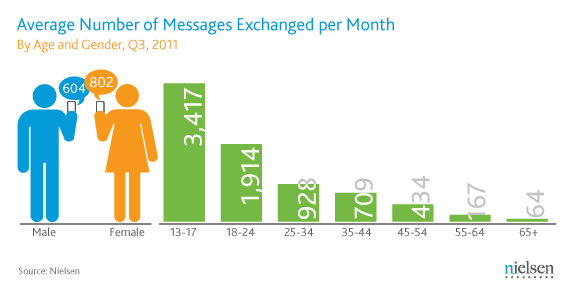 Average Number of Messages Exchanged per Month
By Age and Gender, Q3, 2011
604
802
3,417
1,914
928
709
434
167
64
Male
Female
13-17
18-24
25-34
35-44
45-54
55-64
65+
Source: Nielsen
nielsen